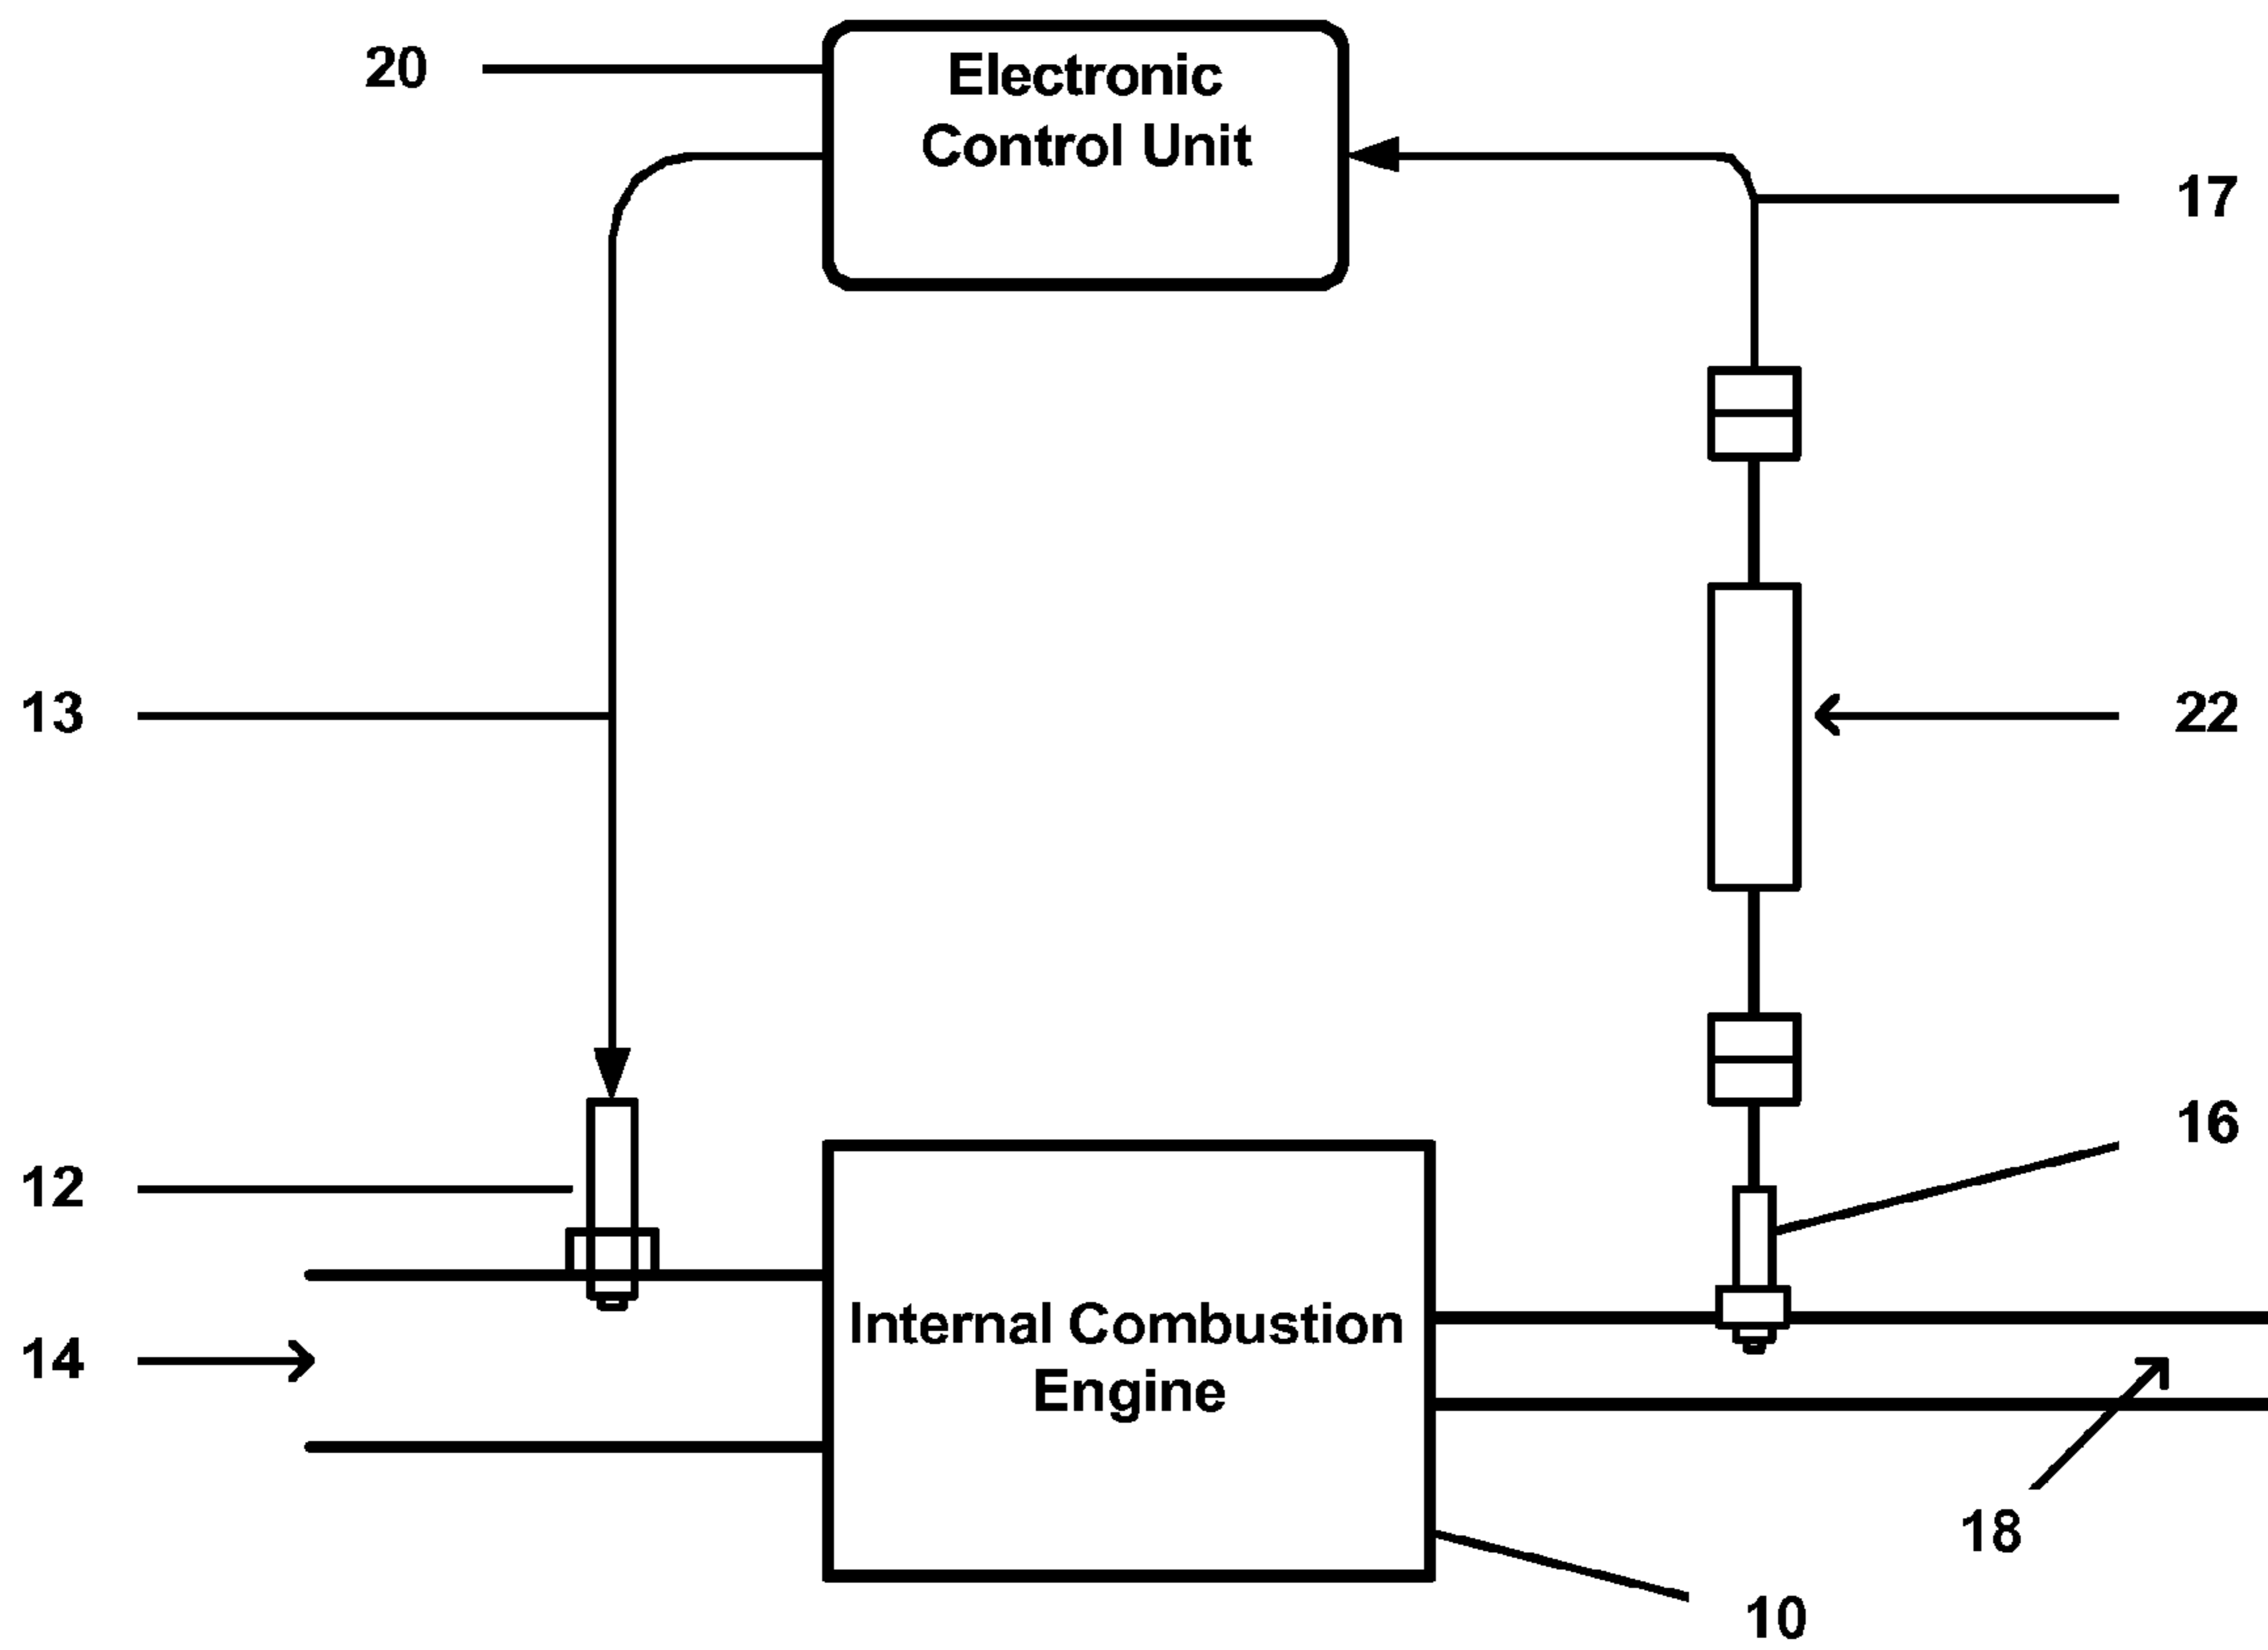 20
Electronic
Control Unit
17
13
22
16
12
Internal Combustion
Engine
14
18
10